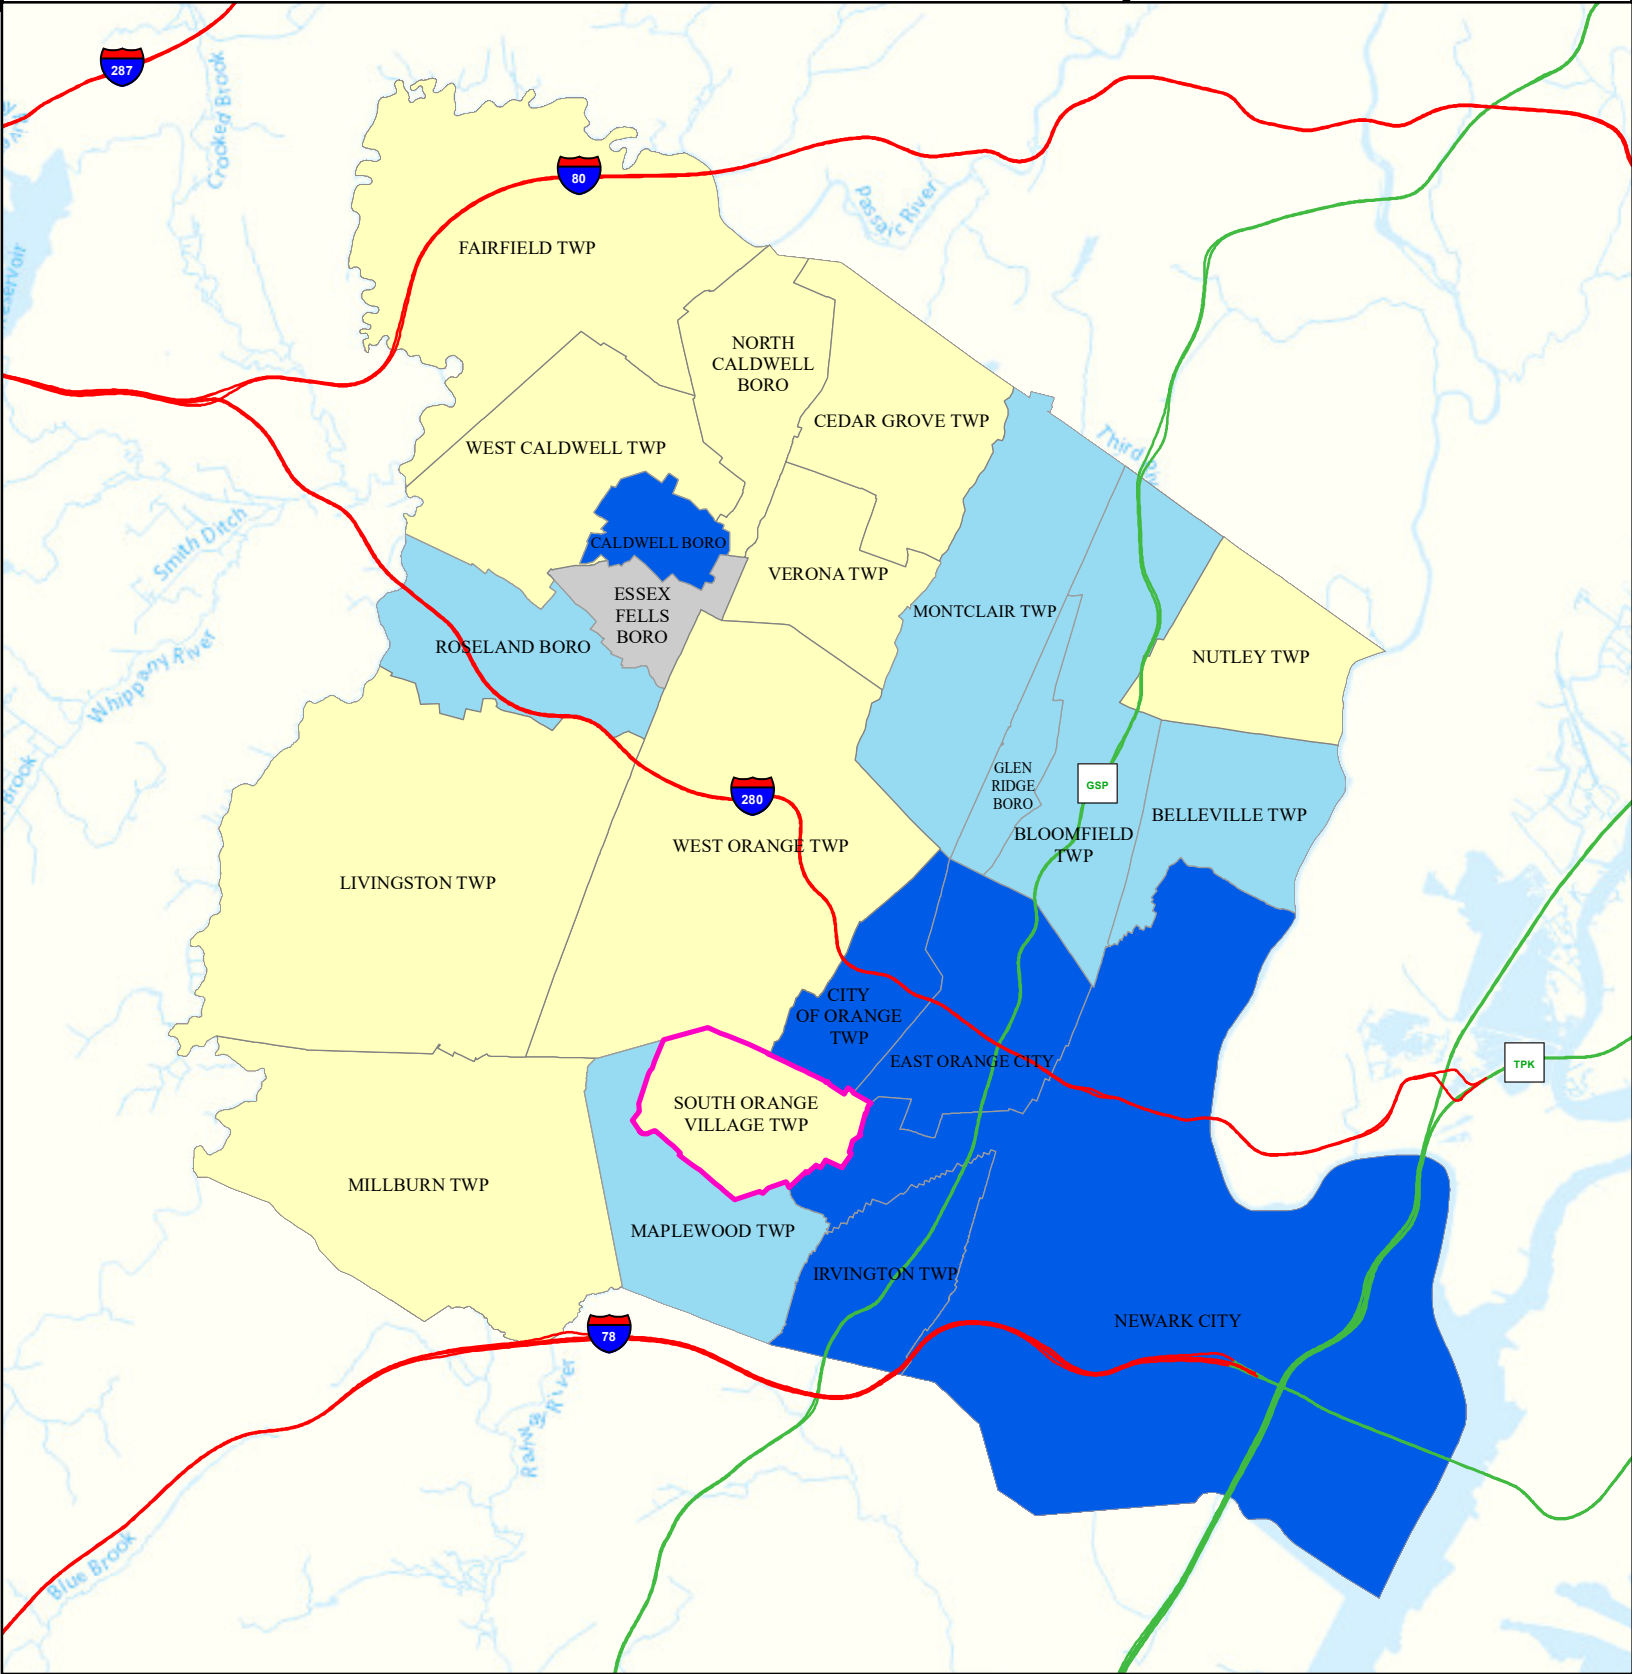 287
Crooked Brook
80
Passaic River
FAIRFIELD TWP
NORTH
CALDWELL
BORO
CEDAR GROVE TWP
WEST CALDWELL TWP
Third
Smith Ditch
CALDWELL BORO
VERONA TWP
ESSEX
FELLS
BORO
MONTCLAIR TWP
ROSELAND BORO
NUTLEY TWP
Whippany River
Brook
GLEN
RIDGE
BORO
GSP
280
BELLEVILLE TWP
BLOOMFIELD
TWP
WEST ORANGE TWP
LIVINGSTON TWP
CITY
OF ORANGE
TWP
EAST ORANGE CITY
TPK
SOUTH ORANGE
VILLAGE TWP
MILLBURN TWP
MAPLEWOOD TWP
IRVINGTON TWP
NEWARK CITY
78
River
Blue Brook